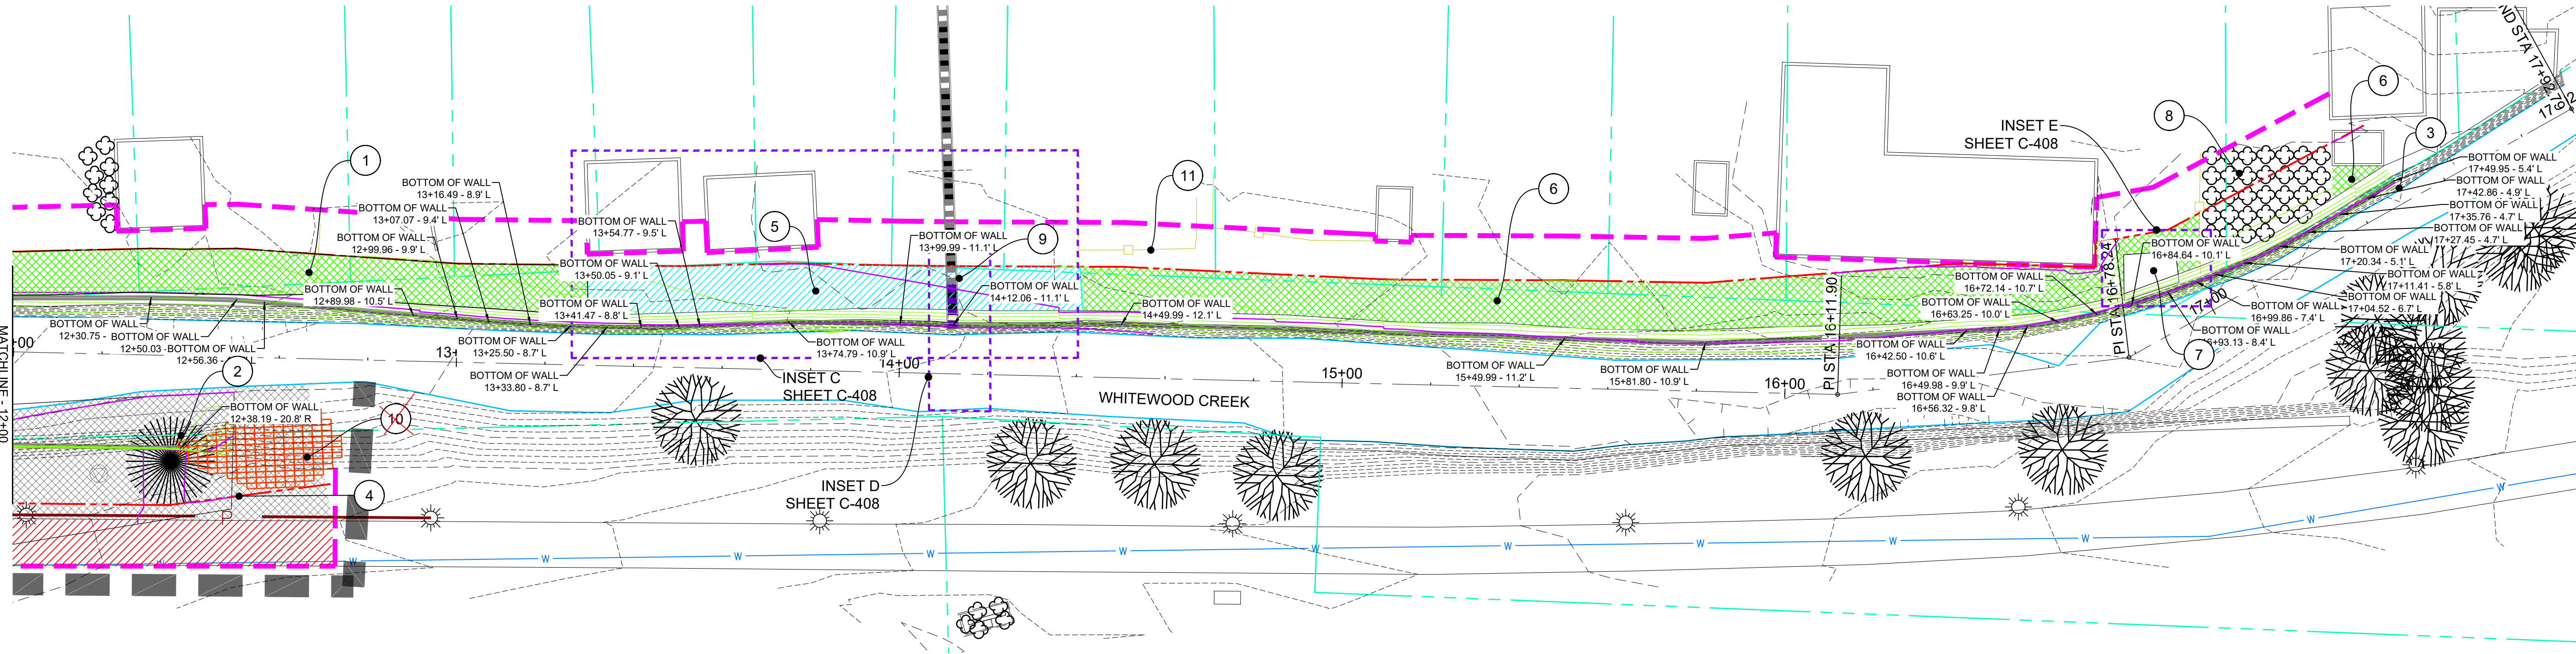 1
BOTTOM OF WALL
13+16.49 - 8.9' L
BOTTOM OF WALL
13+07.07 - 9.4' L
BOTTOM OF WALL
12+99.96 - 9.9' L
BOTTOM OF WALL
12+89.98 - 10.5' L
BOTTOM OF WALL
12+30.75 -
BOTTOM OF WALL
12+50.03 -
BOTTOM OF WALL
12+56.36 -
MATCHLINE - 12+00
+00
2
BOTTOM OF WALL
12+38.19 - 20.8' R
10
4
P
13+
BOTTOM OF WALL
13+25.50 - 8.7' L
BOTTOM OF WALL
13+33.80 - 8.7' L
BOTTOM OF WALL
13+41.47 - 8.8' L
BOTTOM OF WALL
13+50.05 - 9.1' L
BOTTOM OF WALL
13+54.77 - 9.5' L
5
BOTTOM OF WALL
13+74.79 - 10.9' L
INSET C
SHEET C-408
BOTTOM OF WALL
13+99.99 - 11.1' L
9
BOTTOM OF WALL
14+12.06 - 11.1' L
14+00
INSET D
SHEET C-408
11
BOTTOM OF WALL
14+49.99 - 12.1' L
WHITEWOOD CREEK
15+00
6
BOTTOM OF WALL
15+49.99 - 11.2' L
BOTTOM OF WALL
15+81.80 - 10.9' L
16+00
PI STA 16+11.90
BOTTOM OF WALL
16+42.50 - 10.6' L
BOTTOM OF WALL
16+49.98 - 9.9' L
BOTTOM OF WALL
16+56.32 - 9.8' L
BOTTOM OF WALL
16+63.25 - 10.0' L
BOTTOM OF WALL
16+72.14 - 10.7' L
INSET E
SHEET C-408
PI STA 16+78.24
BOTTOM OF WALL
16+84.64 - 10.1' L
7
BOTTOM OF WALL
6+93.13 - 8.4' L
BOTTOM OF WALL
16+99.86 - 7.4' L
17+00
BOTTOM OF WALL
17+04.52 - 6.7' L
BOTTOM OF WALL
17+11.41 - 5.8' L
BOTTOM OF WALL
17+20.34 - 5.1' L
BOTTOM OF WALL
17+27.45 - 4.7' L
BOTTOM OF WALL
17+35.76 - 4.7' L
BOTTOM OF WALL
17+42.86 - 4.9' L
BOTTOM OF WALL
17+49.95 - 5.4' L
8
6
3
ND STA 17+92.79
W W W W W W W W W W W W